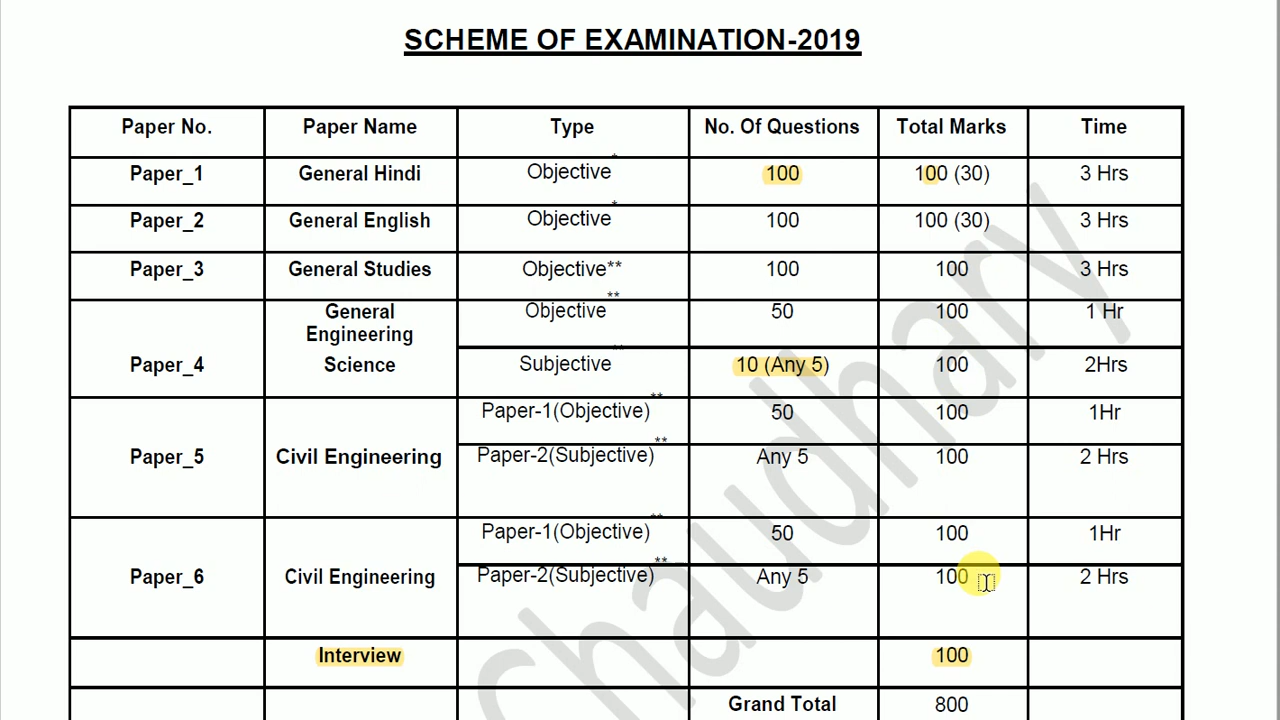 SCHEME OF EXAMINATION-2019
Paper No. Paper Name Type No. Of Questions Total Marks Time
Paper_1 General Hindi Objective* 100 100 (30) 3 Hrs
Paper_2 General English Objective* 100 100 (30) 3 Hrs
Paper_3 General Studies Objective** 100 100 3 Hrs
General Objective** 50 100 1 Hr
Engineering
Paper_4 Science Subjective** 10 (Any 5) 100 2Hrs
Paper-1(Objective)** 50 100 1Hr
Paper_5 Civil Engineering Paper-2(Subjective)** Any 5 100 2 Hrs
Paper-1(Objective)** 50 100 1Hr
Paper_6 Civil Engineering Paper-2(Subjective)** Any 5 100 2 Hrs
Interview 100
Grand Total 800
Chaudhary